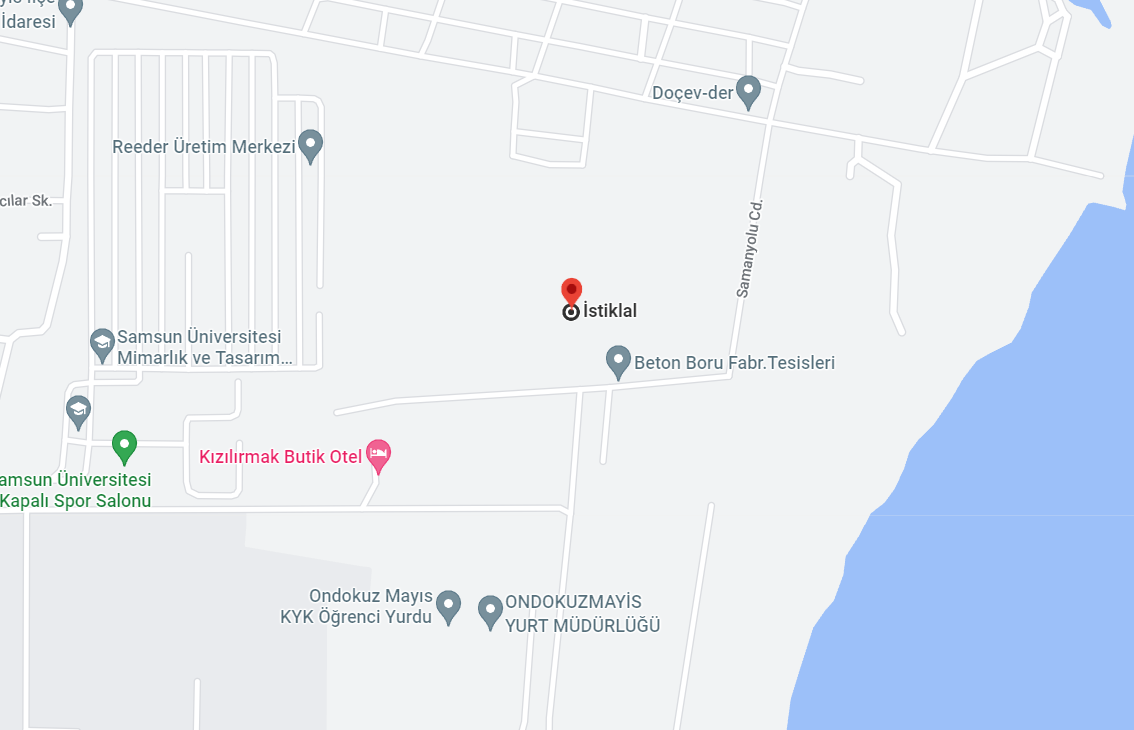 İdaresi
Doçev-der
Reeder Üretim Merkezi
cılar Sk.
Samanyolu Cd.
İstiklal
Samsun Üniversitesi
Mimarlık ve Tasarım...
Beton Boru Fabr.Tesisleri
Kızılırmak Butik Otel
amsun Üniversitesi
Kapalı Spor Salonu
Ondokuz Mayıs
KYK Öğrenci Yurdu
ONDOKUZMAYİS
YURT MÜDÜRLÜĞÜ